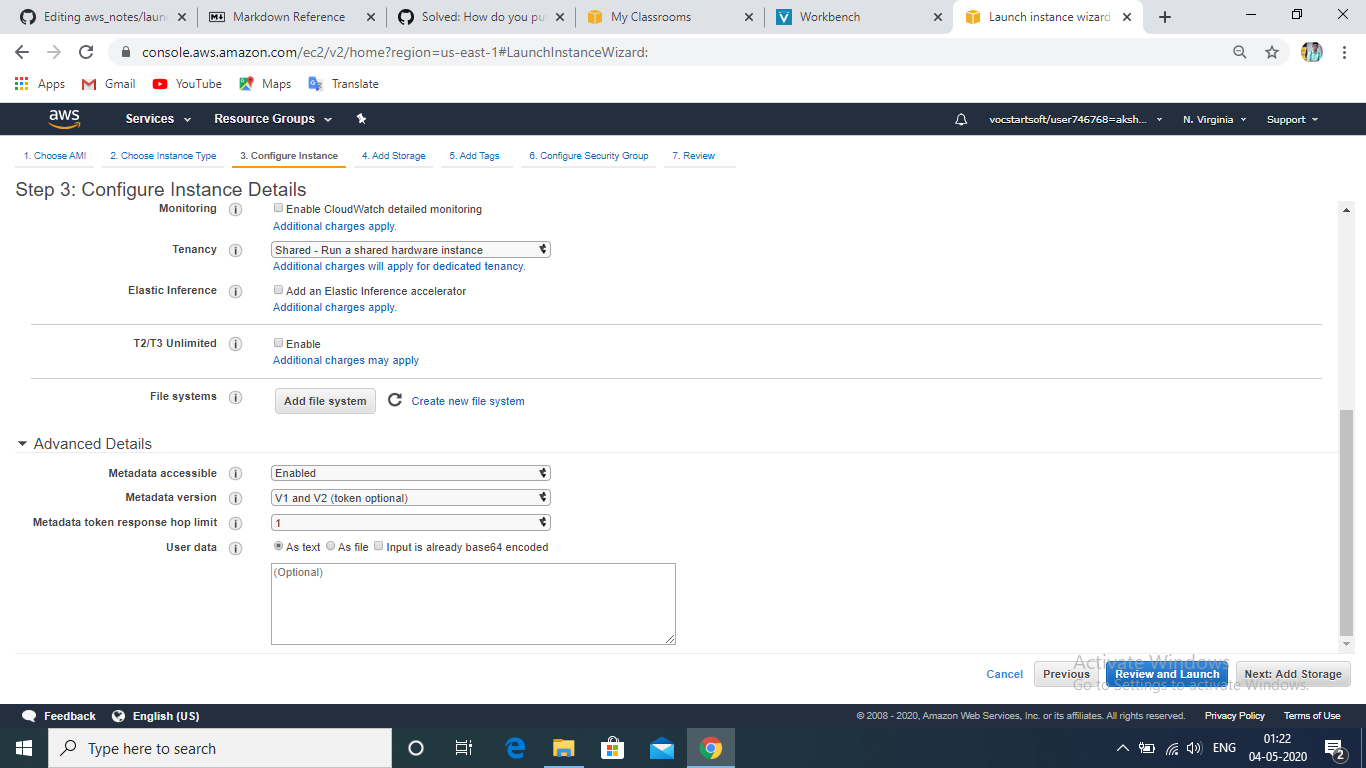 Editing aws_notes/laun
Markdown Reference
Solved: How do you pu
My Classrooms
Workbench
Launch instance wizard
console.aws.amazon.com/ec2/v2/home?region=us-east-1#LaunchInstanceWizard:
Apps
Gmail
YouTube
Maps
Translate
aws
Services
Resource Groups
vocstartsoft/user746768=aksh...
N. Virginia
Support
1. Choose AMI
2. Choose Instance Type
3. Configure Instance
4. Add Storage
5. Add Tags
6. Configure Security Group
7. Review
Step 3: Configure Instance Details
Monitoring
Enable CloudWatch detailed monitoring
Additional charges apply.
Tenancy
Shared - Run a shared hardware instance
Additional charges will apply for dedicated tenancy.
Elastic Inference
Add an Elastic Inference accelerator
Additional charges apply.
T2/T3 Unlimited
Enable
Additional charges may apply
File systems
Add file system
Create new file system
Advanced Details
Metadata accessible
Enabled
Metadata version
V1 and V2 (token optional)
Metadata token response hop limit
1
User data
As text
As file
Input is already base64 encoded
(Optional)
Activate Windows
Go to Settings to activate Windows.
Cancel
Previous
Review and Launch
Next: Add Storage
Feedback
English (US)
© 2008 - 2020, Amazon Web Services, Inc. or its affiliates. All rights reserved.
Privacy Policy
Terms of Use
Type here to search
ENG
01:22
04-05-2020
2